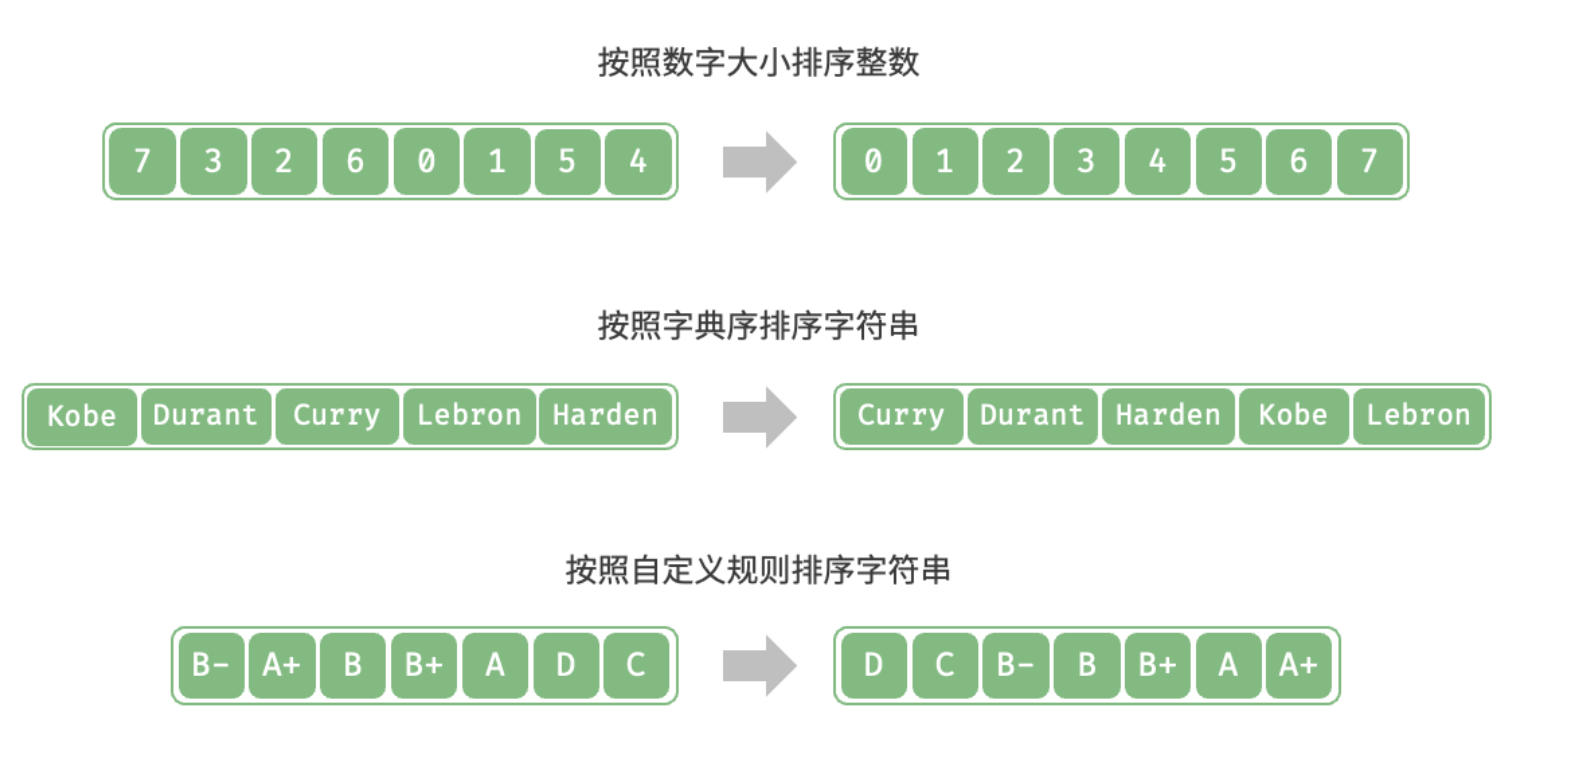 按照数字大小排序整数
7 3 2 6 0 1 5 4 0 1 2 3 4 5 6 7
按照字典序排序字符串
Kobe Durant Curry Lebron Harden Curry Durant Harden Kobe Lebron
按照自定义规则排序字符串
B- A+ B B+ A D C D C B- B B+ A A+